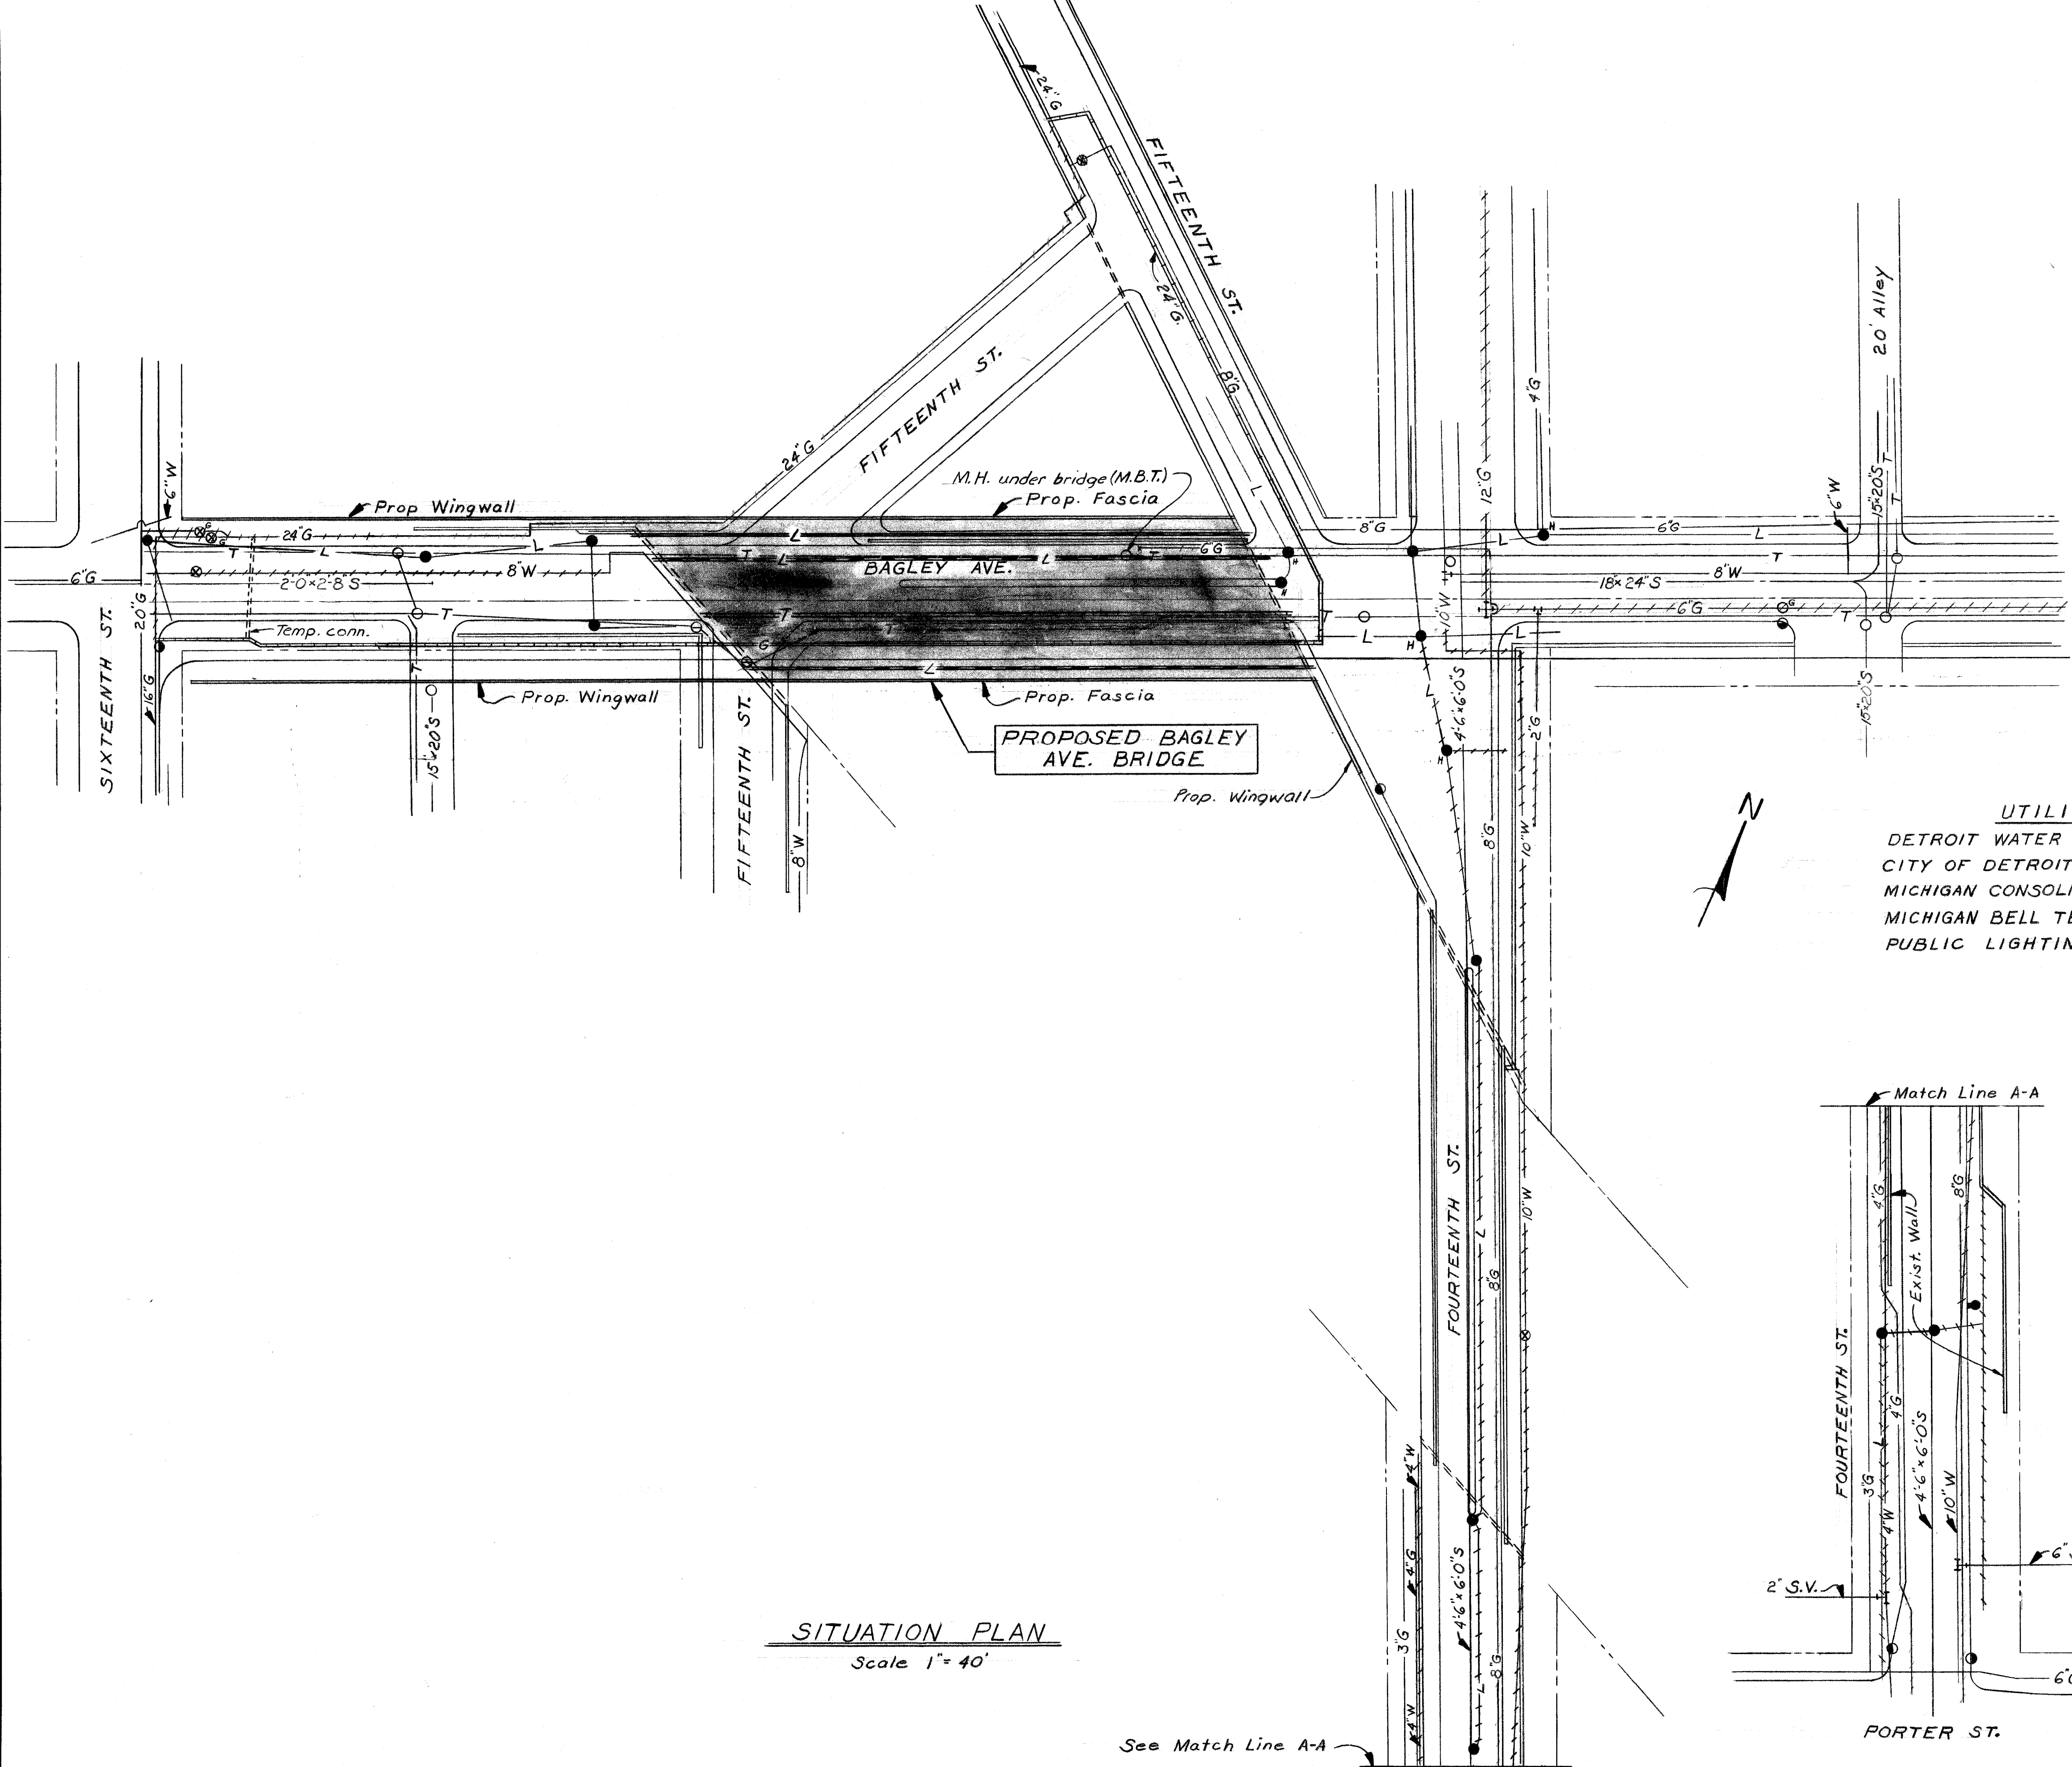 24"G
FIFTEENTH ST.
24"G.
8"G
20' Alley
4"G
12"G
FIFTEENTH ST.
24"G
6"W
Prop Wingwall
M.H. under bridge (M.B.T.)
Prop. Fascia
L
15"x20"S
T
T
6"W
24"G
G
G
T
L
L
L
T
L
L
T
6"G
H
8"G
L
H
6"G
L
T
BAGLEY AVE.
6"G
2'-0"x2'-8"S
8"W
18"x24"S
8"W
20"G
SIXTEENTH ST.
Temp. conn.
T
T
T
T
G
T
L
H
10"W
L
6"G
G
T
16"G
Prop. Wingwall
L
Prop. Fascia
L
4'-6"x6'-0"S
H
2"G
15"x20"S
15"x20"S
FIFTEENTH ST.
8"W
PROPOSED BAGLEY
AVE. BRIDGE
Prop. Wingwall
8"G
10"W
N
UTILI
DETROIT WATER
CITY OF DETROIT
MICHIGAN CONSOLI
MICHIGAN BELL TE
PUBLIC LIGHTIN
Match Line A-A
FOURTEENTH ST.
L
8"G
10"W
4"G
Exist. Wall
8"G
FOURTEENTH ST.
3"G
L
4"W
4"G
4'-6"x6'-0"S
10"W
6"
2" S.V.
6"
PORTER ST.
4"W
4"G
3"G
4"W
4'-6"x6'-0"S
L
8"G
SITUATION PLAN
Scale 1"= 40'
See Match Line A-A